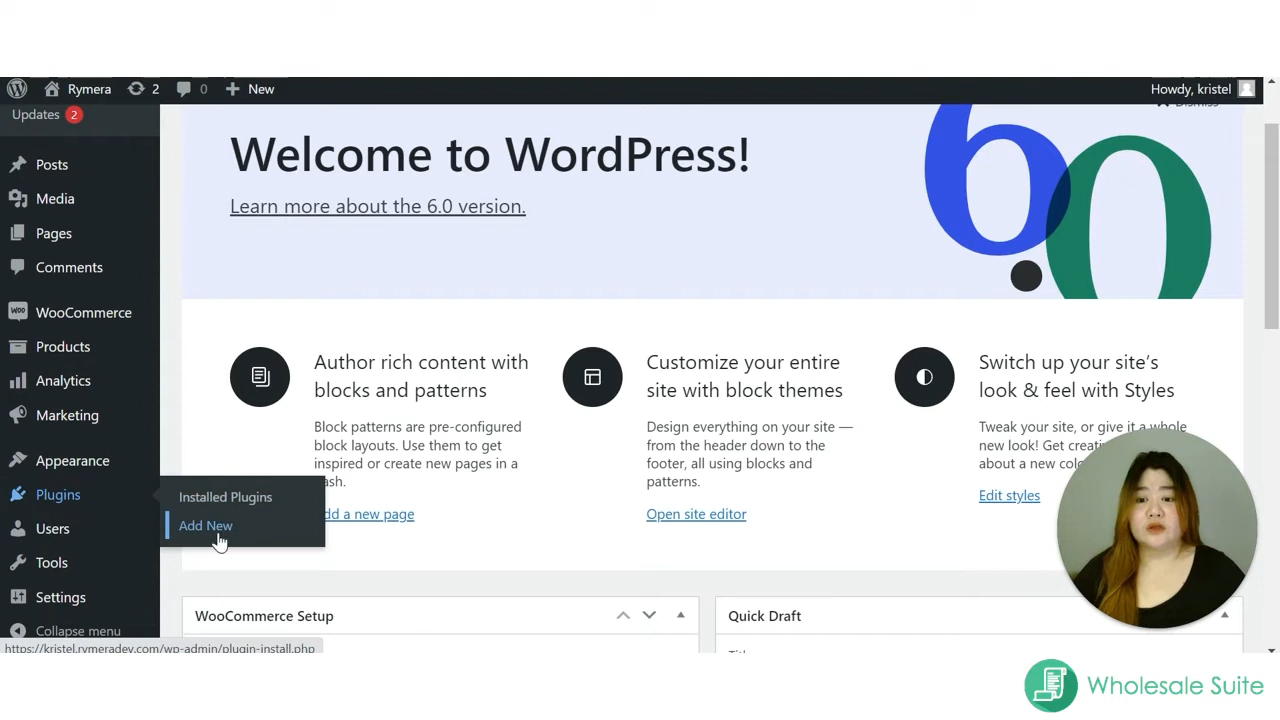 Rymera
2
0
New
Howdy, kristel
Updates 2
Dismiss
Posts
Media
Pages
Comments
WooCommerce
Products
Analytics
Marketing
Appearance
Plugins
Users
Tools
Settings
Collapse menu
Installed Plugins
Add New
Welcome to WordPress!
Learn more about the 6.0 version.
6.0
Author rich content with
blocks and patterns
Block patterns are pre-configured
block layouts. Use them to get
inspired or create new pages in a
dd a new page
Customize your entire
site with block themes
Design everything on your site —
from the header down to the
footer, all using blocks and
patterns.
Open site editor
Switch up your site's
look & feel with Styles
Tweak your site, or give it a whole
new look! Get
about a new
Edit styles
WooCommerce Setup
Quick Draft
https://kristel.rymeradev.com/wp-admin/plugin-install.php
Wholesale Suite